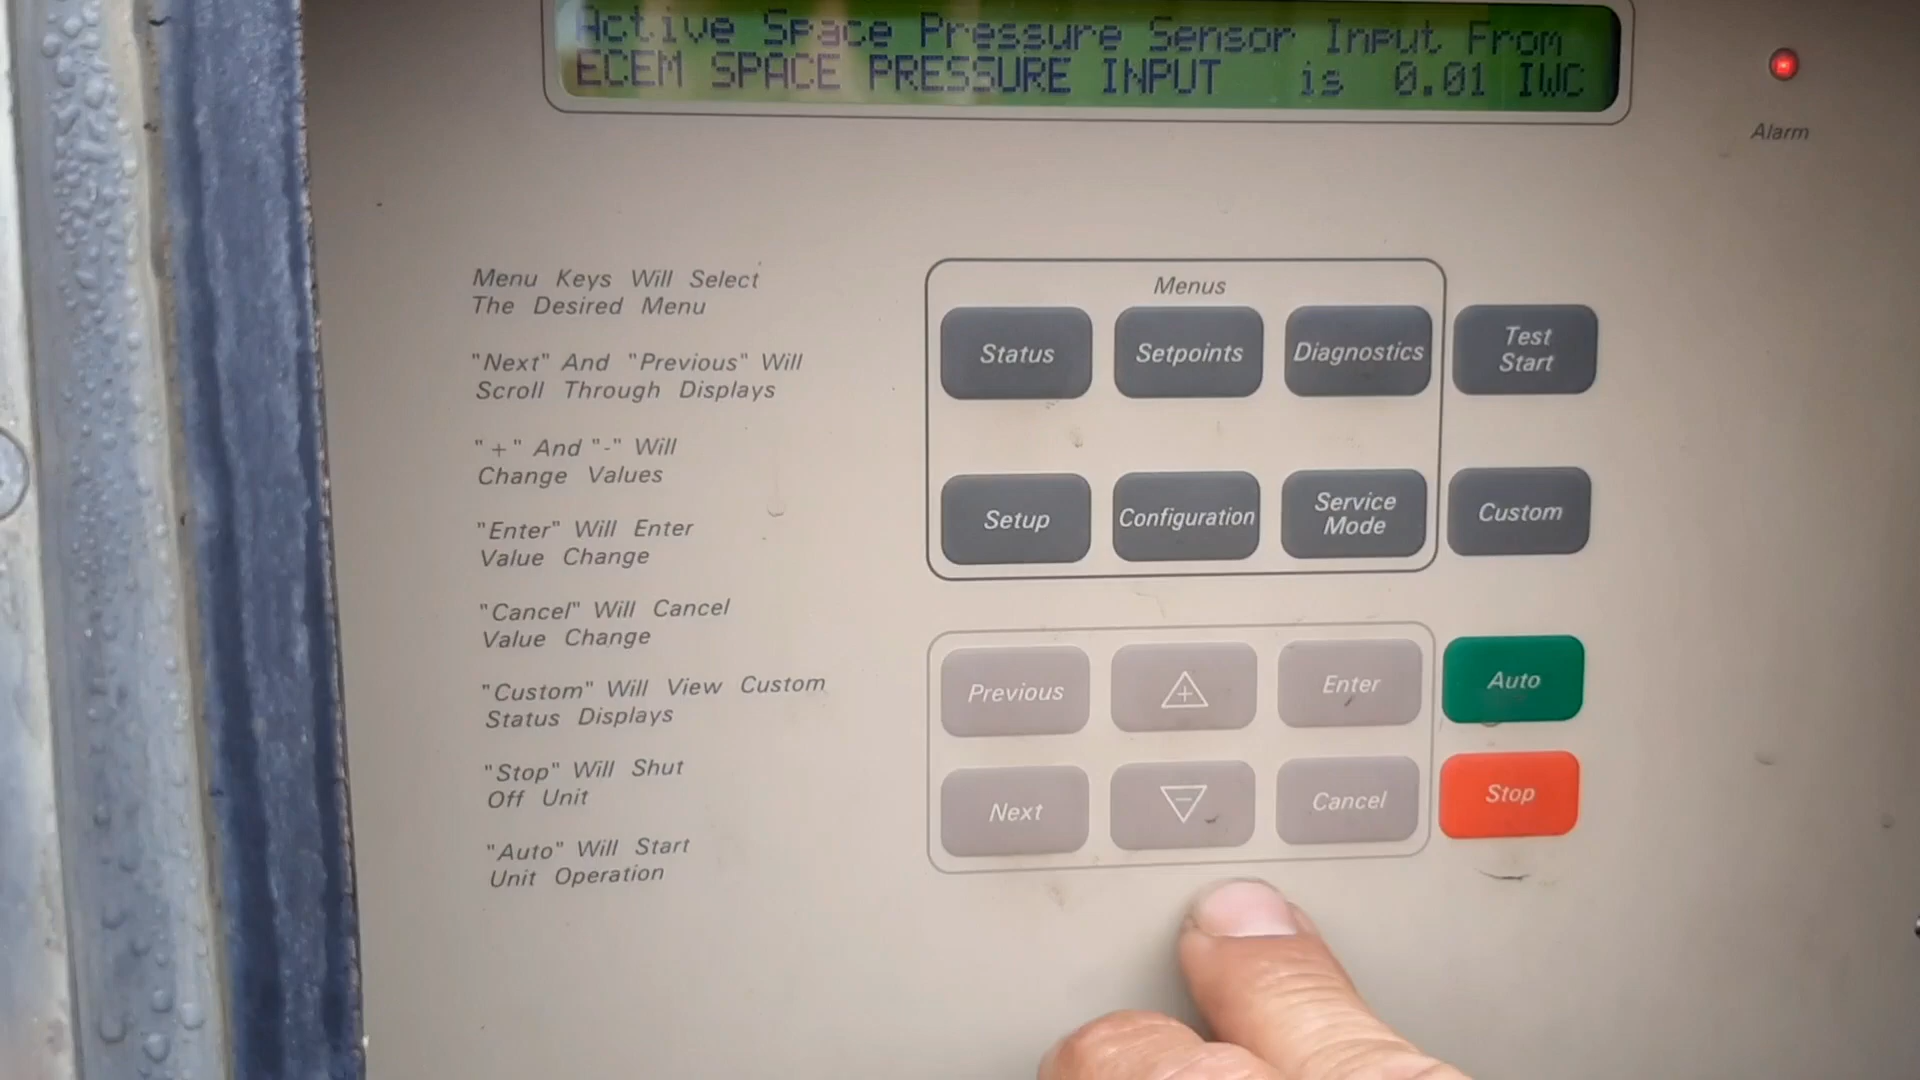 Active Space Pressure Sensor Input From
ECEM SPACE PRESSURE INPUT is 0.01 IWC
Alarm
Menu Keys Will Select
The Desired Menu
"Next" And "Previous" Will
Scroll Through Displays
"+" And "-" Will
Change Values
"Enter" Will Enter
Value Change
"Cancel" Will Cancel
Value Change
"Custom" Will View Custom
Status Displays
"Stop" Will Shut
Off Unit
"Auto" Will Start
Unit Operation
Menus
Status
Setpoints
Diagnostics
Test
Start
Setup
Configuration
Service
Mode
Custom
Previous
+
Enter
Auto
Next
-
Cancel
Stop